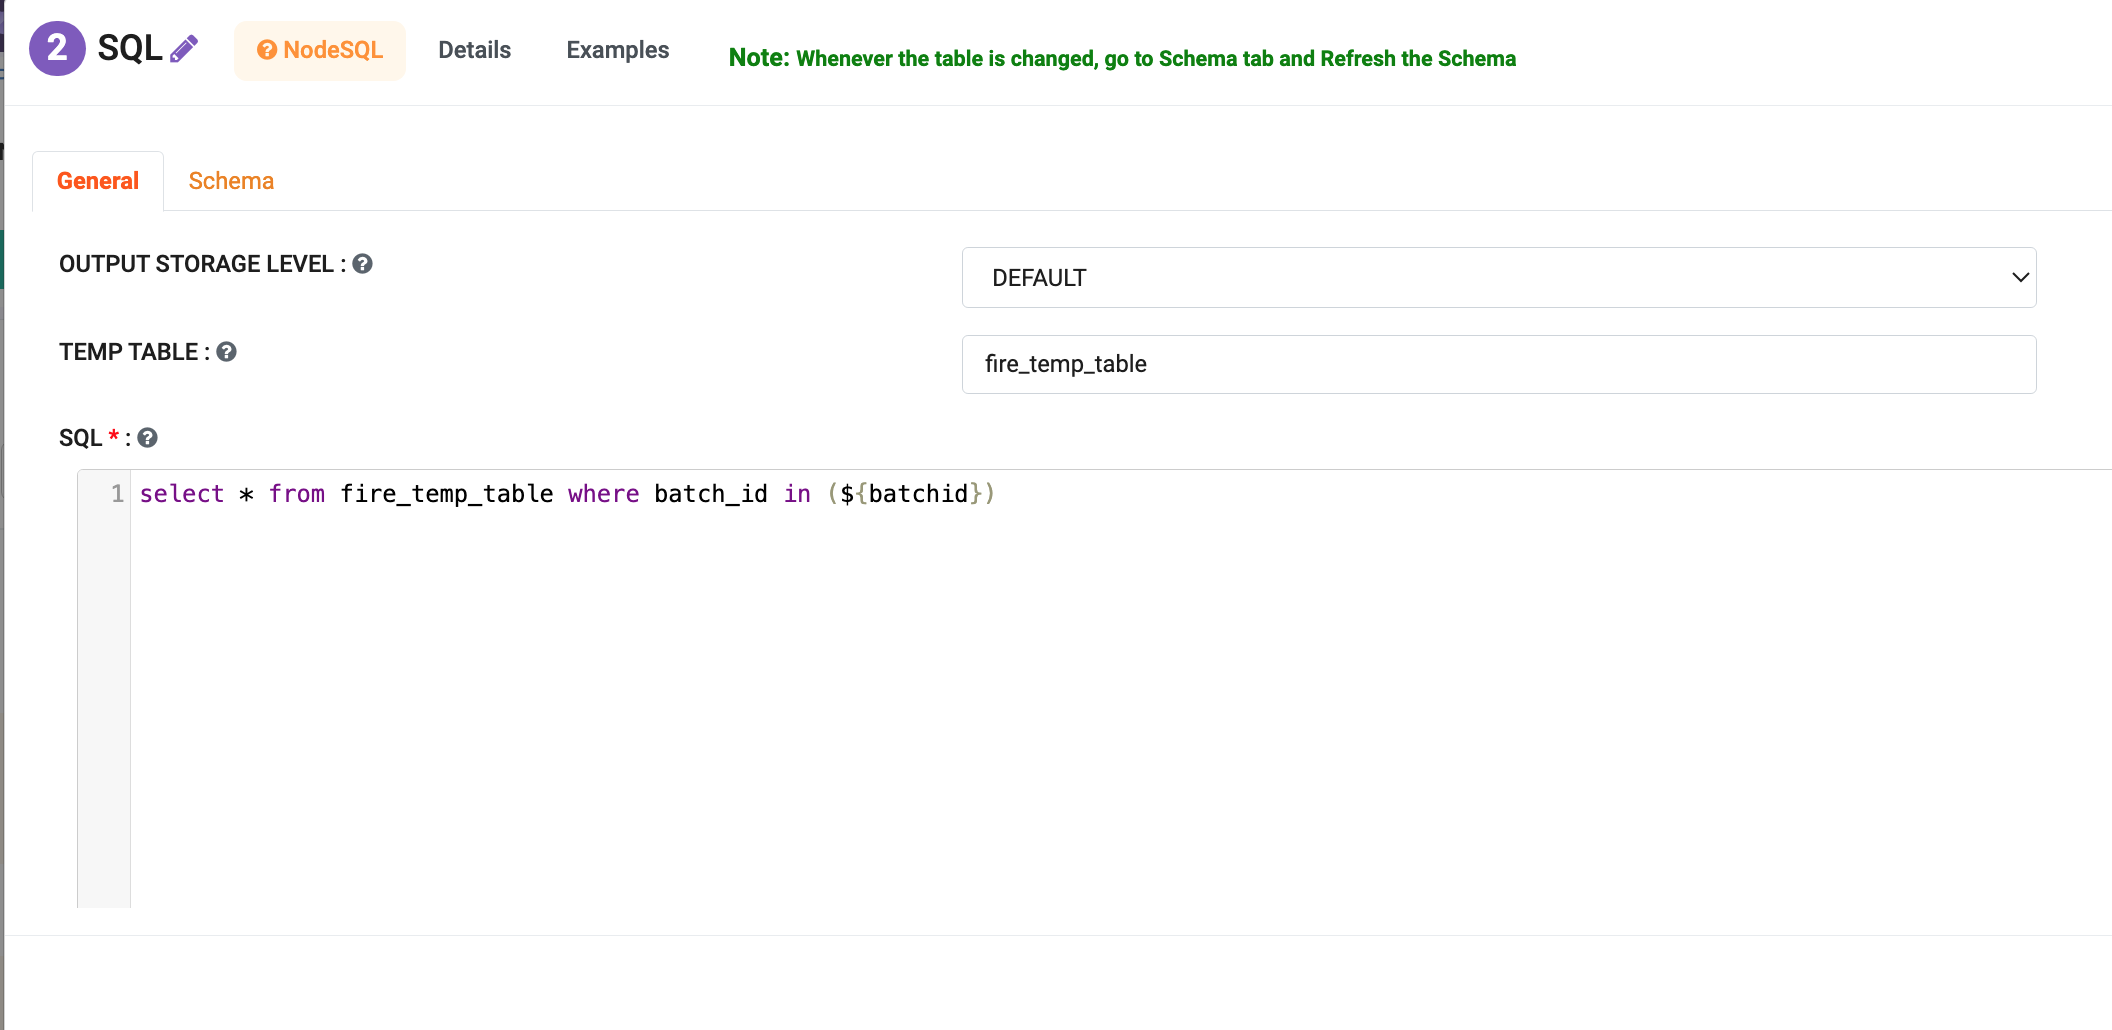 2 SQL NodeSQL Details Examples Note: Whenever the table is changed, go to Schema tab and Refresh the Schema
General Schema
OUTPUT STORAGE LEVEL : DEFAULT
TEMP TABLE : fire_temp_table
SQL * :
1 select * from fire_temp_table where batch_id in (${batchid})